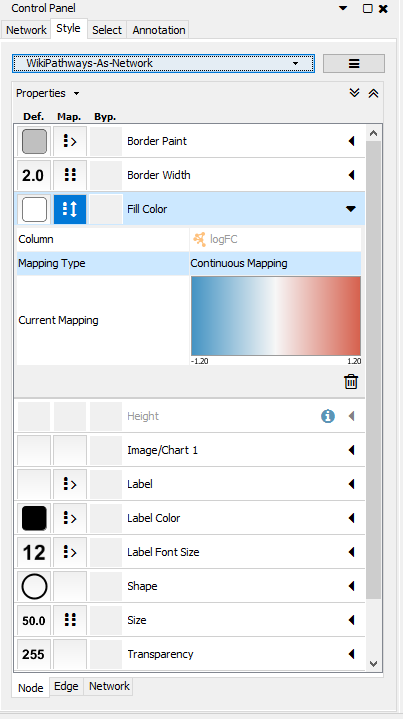 Control Panel
Network Style Select Annotation
WikiPathways-As-Network
Properties
Def. Map. Byp.
Border Paint
2.0 Border Width
Fill Color
Column logFC
Mapping Type Continuous Mapping
Current Mapping
-1.20 1.20
Height
Image/Chart 1
Label
Label Color
12 Label Font Size
Shape
50.0 Size
255 Transparency
Node Edge Network